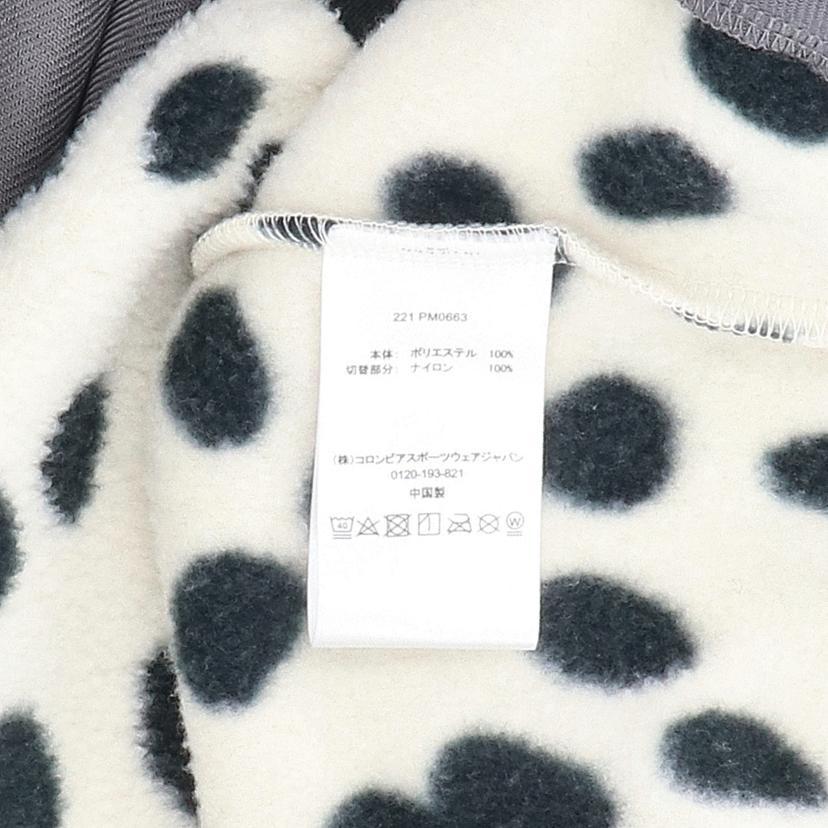 221 PM0663
本体： ポリエステル 100%
切替部分： ナイロン 100%
(株)コロンビアスポーツウェアジャパン
0120-193-821
中国製
40 W